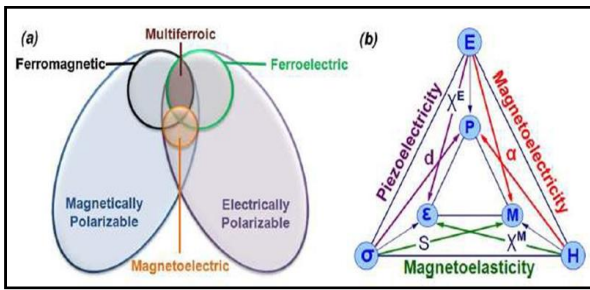 (a)
Multiferroic
Ferromagnetic
Ferroelectric
Magnetically
Polarizable
Electrically
Polarizable
Magnetoelectric
(b)
E
Piezoelectricity
Magnetoelectricity
χE
P
d
α
ε
M
S
χM
σ
H
Magnetoelasticity